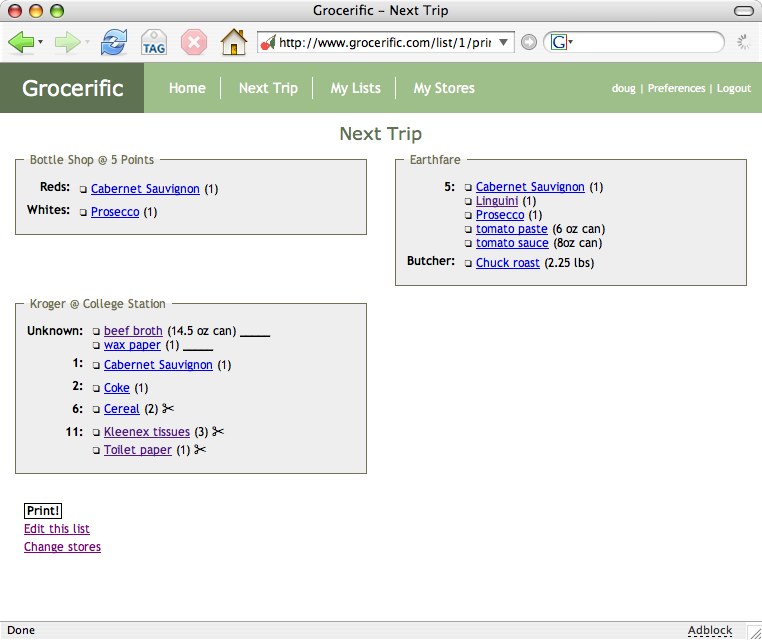 Grocerific – Next Trip
TAG
http://www.grocerific.com/list/1/prin
G
Grocerific
Home
Next Trip
My Lists
My Stores
doug | Preferences | Logout
Next Trip
Bottle Shop @ 5 Points
Reds: Cabernet Sauvignon (1)
Whites: Prosecco (1)
Earthfare
5: Cabernet Sauvignon (1)
Linguini (1)
Prosecco (1)
tomato paste (6 oz can)
tomato sauce (8oz can)
Butcher: Chuck roast (2.25 lbs)
Kroger @ College Station
Unknown: beef broth (14.5 oz can) _____
wax paper (1) _____
1: Cabernet Sauvignon (1)
2: Coke (1)
6: Cereal (2) ✂
11: Kleenex tissues (3) ✂
Toilet paper (1) ✂
Print!
Edit this list
Change stores
Done
Adblock